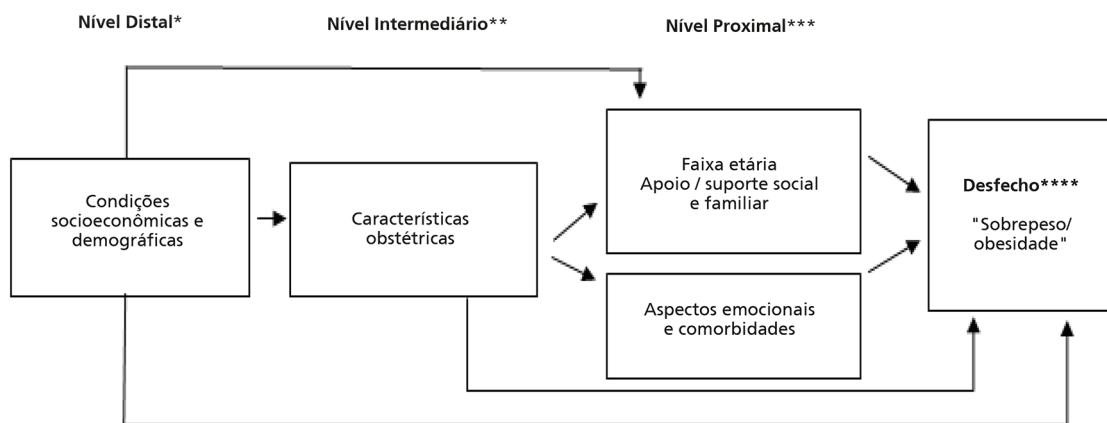 Nível Distal*
Nível Intermediário**
Nível Proximal***
Condições
socioeconômicas e
demográficas
Características
obstétricas
Faixa etária
Apoio / suporte social
e familiar
Aspectos emocionais
e comorbidades
Desfecho****
"Sobrepeso/
obesidade"